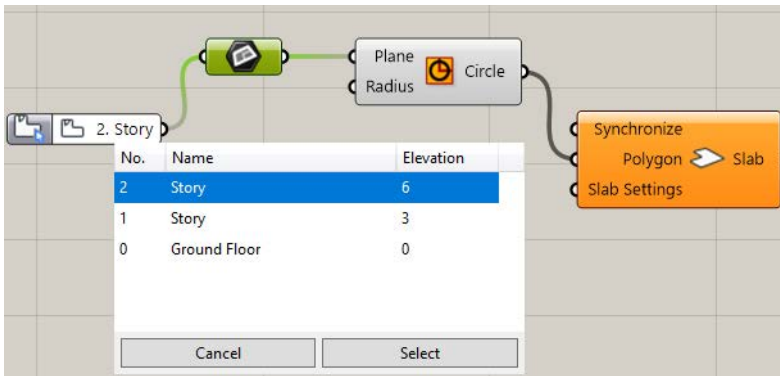 Plane
Radius
Circle
2. Story
Synchronize
Polygon
Slab
Slab Settings
No. Name Elevation
2 Story 6
1 Story 3
0 Ground Floor 0
Cancel Select